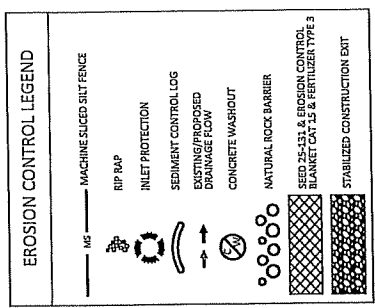 EROSION CONTROL LEGEND
MS
MACHINE SLICED SILT FENCE
RIP RAP
INLET PROTECTION
SEDIMENT CONTROL LOG
EXISTING/PROPOSED
DRAINAGE FLOW
C/W
CONCRETE WASHOUT
NATURAL ROCK BARRIER
SEED 25-131 & EROSION CONTROL
BLANKET CAT 15 & FERTILIZER TYPE 3
STABILIZED CONSTRUCTION EXIT